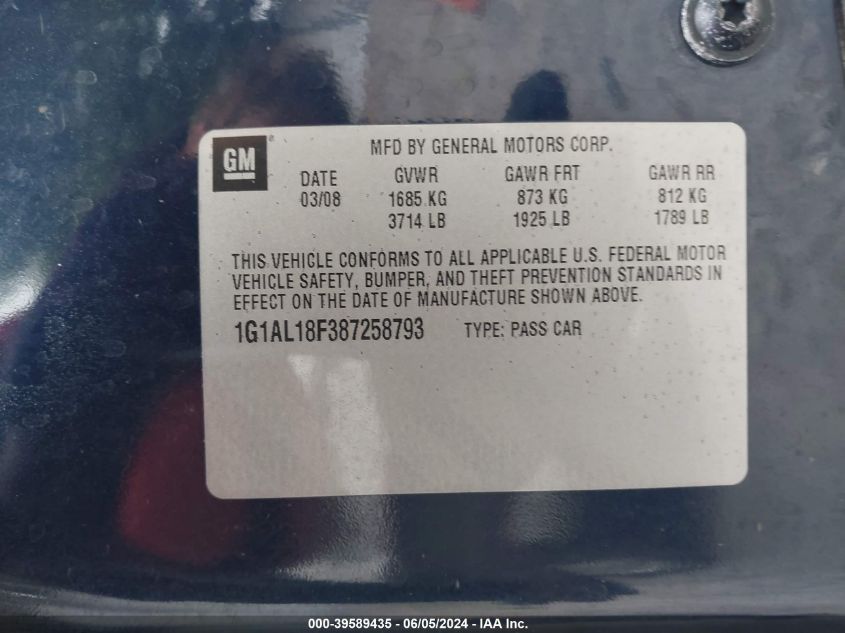 GM
MFD BY GENERAL MOTORS CORP.
DATE GVWR GAWR FRT GAWR RR
03/08 1685 KG 873 KG 812 KG
3714 LB 1925 LB 1789 LB
THIS VEHICLE CONFORMS TO ALL APPLICABLE U.S. FEDERAL MOTOR
VEHICLE SAFETY, BUMPER, AND THEFT PREVENTION STANDARDS IN
EFFECT ON THE DATE OF MANUFACTURE SHOWN ABOVE.
1G1AL18F387258793 TYPE: PASS CAR
000-39589435 - 06/05/2024 - IAA Inc.